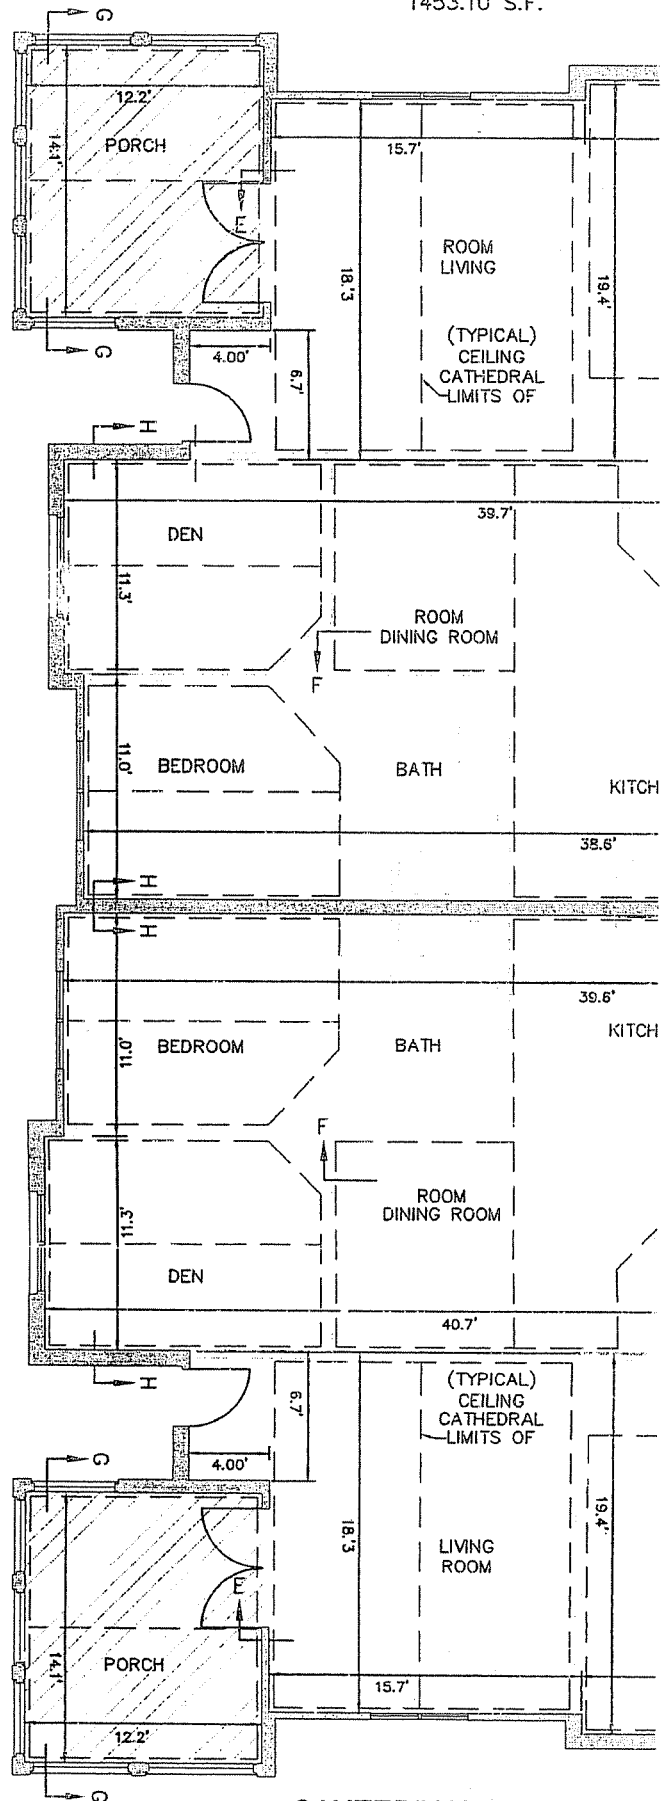 1453.10 S.F.
G
12.2'
14.1'
PORCH
E
15.7'
ROOM
LIVING
18.'3
19.4'
(TYPICAL)
CEILING
CATHEDRAL
LIMITS OF
G
4.00'
6.7'
H
39.7'
DEN
11.3'
ROOM
DINING ROOM
F
11.0'
BEDROOM
BATH
KITCH
38.6'
H
H
39.6'
KITCH
BEDROOM
BATH
11.0'
F
ROOM
DINING ROOM
11.3'
DEN
40.7'
H
(TYPICAL)
CEILING
CATHEDRAL
LIMITS OF
6.7'
4.00'
G
18.'3
19.4'
LIVING
ROOM
E
PORCH
14.1'
15.7'
12.2'
G